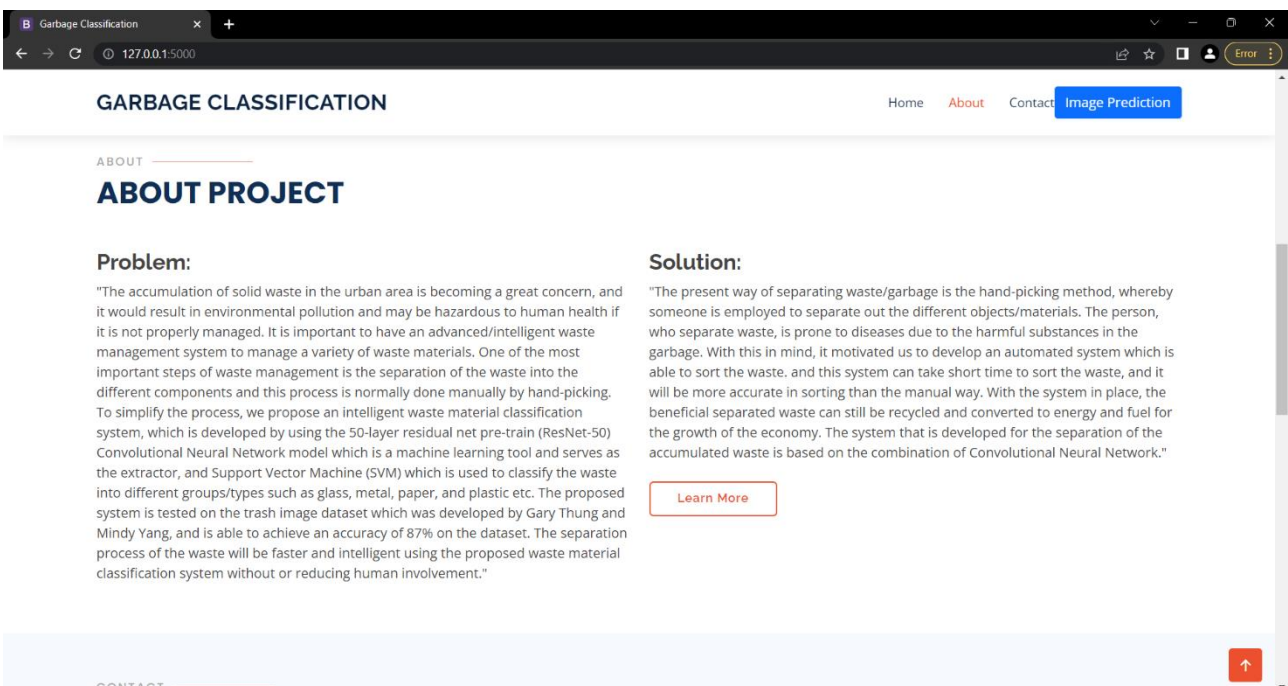 B Garbage Classification
127.0.0.1:5000
Error
GARBAGE CLASSIFICATION
Home About Contact Image Prediction
ABOUT
ABOUT PROJECT
Problem:
"The accumulation of solid waste in the urban area is becoming a great concern, and
it would result in environmental pollution and may be hazardous to human health if
it is not properly managed. It is important to have an advanced/intelligent waste
management system to manage a variety of waste materials. One of the most
important steps of waste management is the separation of the waste into the
different components and this process is normally done manually by hand-picking.
To simplify the process, we propose an intelligent waste material classification
system, which is developed by using the 50-layer residual net pre-train (ResNet-50)
Convolutional Neural Network model which is a machine learning tool and serves as
the extractor, and Support Vector Machine (SVM) which is used to classify the waste
into different groups/types such as glass, metal, paper, and plastic etc. The proposed
system is tested on the trash image dataset which was developed by Gary Thung and
Mindy Yang, and is able to achieve an accuracy of 87% on the dataset. The separation
process of the waste will be faster and intelligent using the proposed waste material
classification system without or reducing human involvement."
Solution:
"The present way of separating waste/garbage is the hand-picking method, whereby
someone is employed to separate out the different objects/materials. The person,
who separate waste, is prone to diseases due to the harmful substances in the
garbage. With this in mind, it motivated us to develop an automated system which is
able to sort the waste. and this system can take short time to sort the waste, and it
will be more accurate in sorting than the manual way. With the system in place, the
beneficial separated waste can still be recycled and converted to energy and fuel for
the growth of the economy. The system that is developed for the separation of the
accumulated waste is based on the combination of Convolutional Neural Network."
Learn More
CONTACT